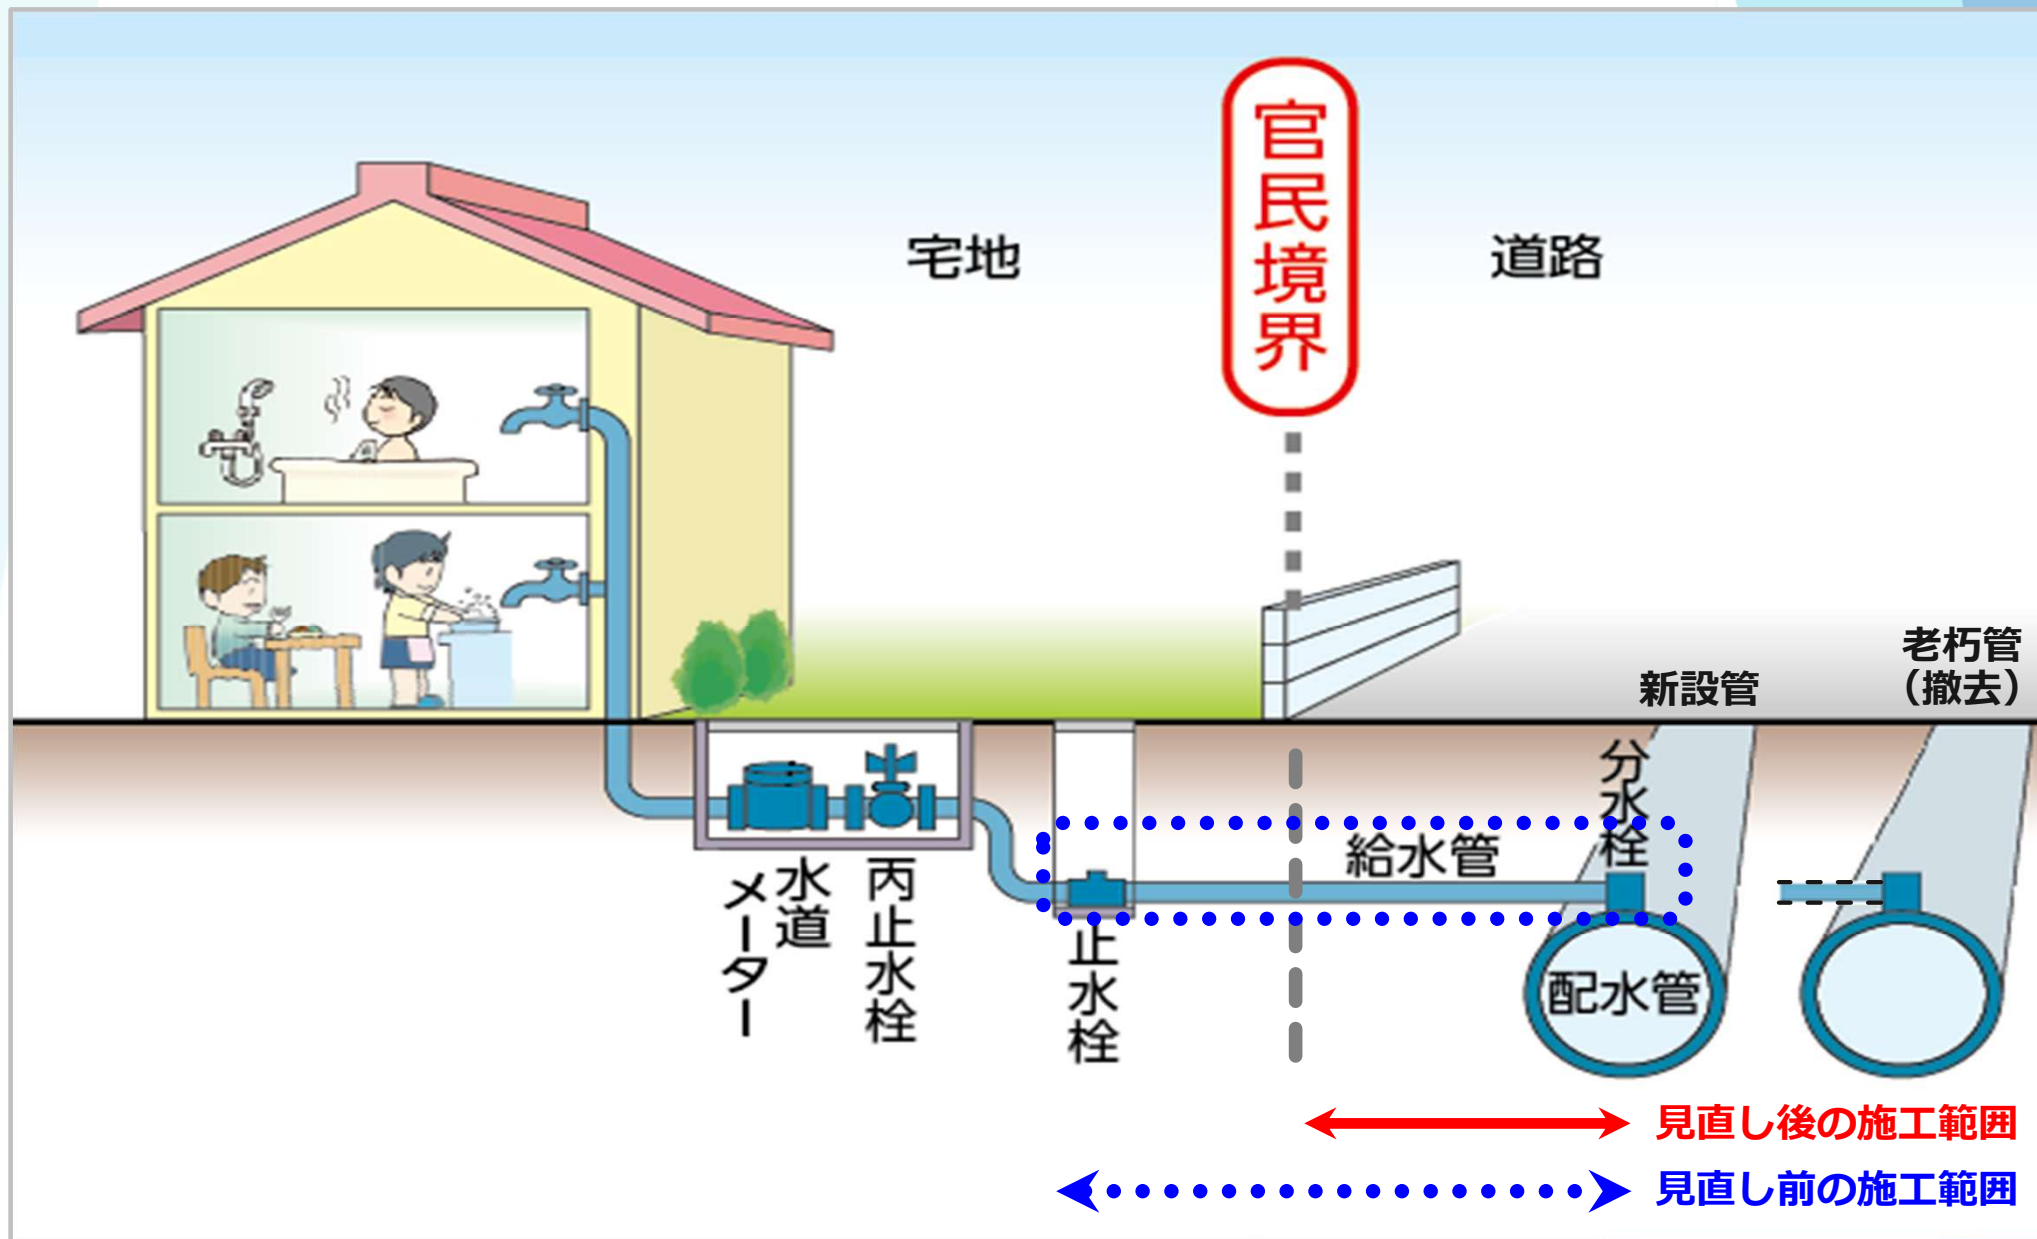 官民境界
宅地
道路
新設管
老朽管
（撤去）
分水栓
給水管
水道
メーター
丙止水栓
止水栓
配水管
見直し後の施工範囲
見直し前の施工範囲